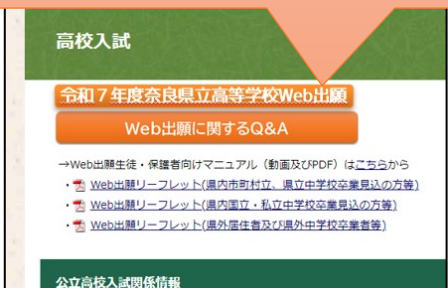 高校入試
令和7年度奈良県立高等学校Web出願
Web出願に関するQ&A
→Web出願生徒・保護者向けマニュアル（動画及びPDF）はこちらから
・Web出願リーフレット(県内市町村立、県立中学校卒業見込の方等)
・Web出願リーフレット(県内国立・私立中学校卒業見込の方等)
・Web出願リーフレット(県外居住者及び県外中学校卒業者等)
公立高校入試関係情報